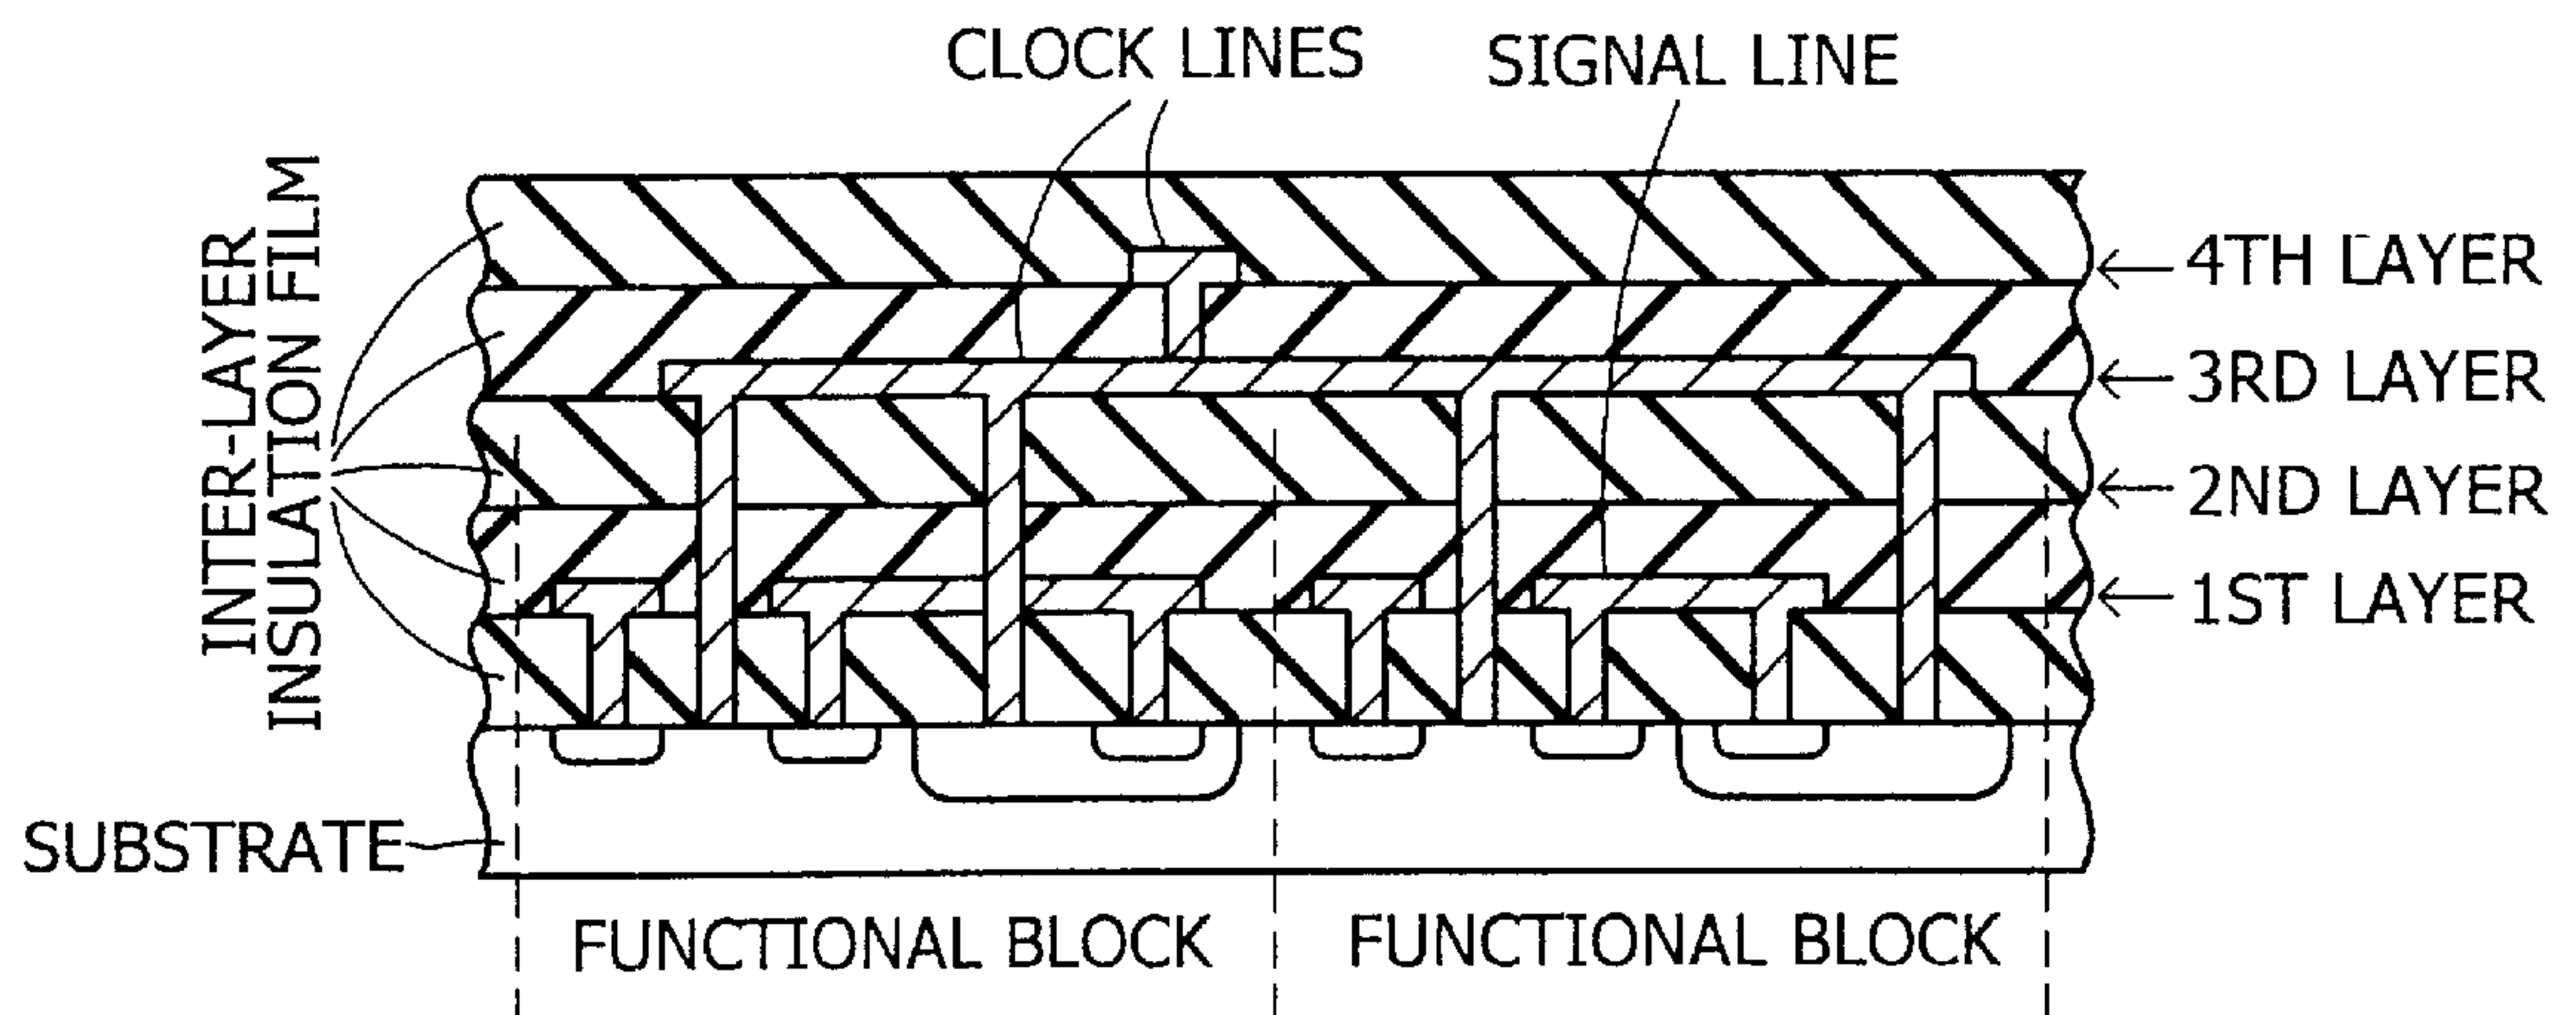 CLOCK LINES
SIGNAL LINE
INTER-LAYER
INSULATION FILM
4TH LAYER
3RD LAYER
2ND LAYER
1ST LAYER
SUBSTRATE
FUNCTIONAL BLOCK
FUNCTIONAL BLOCK